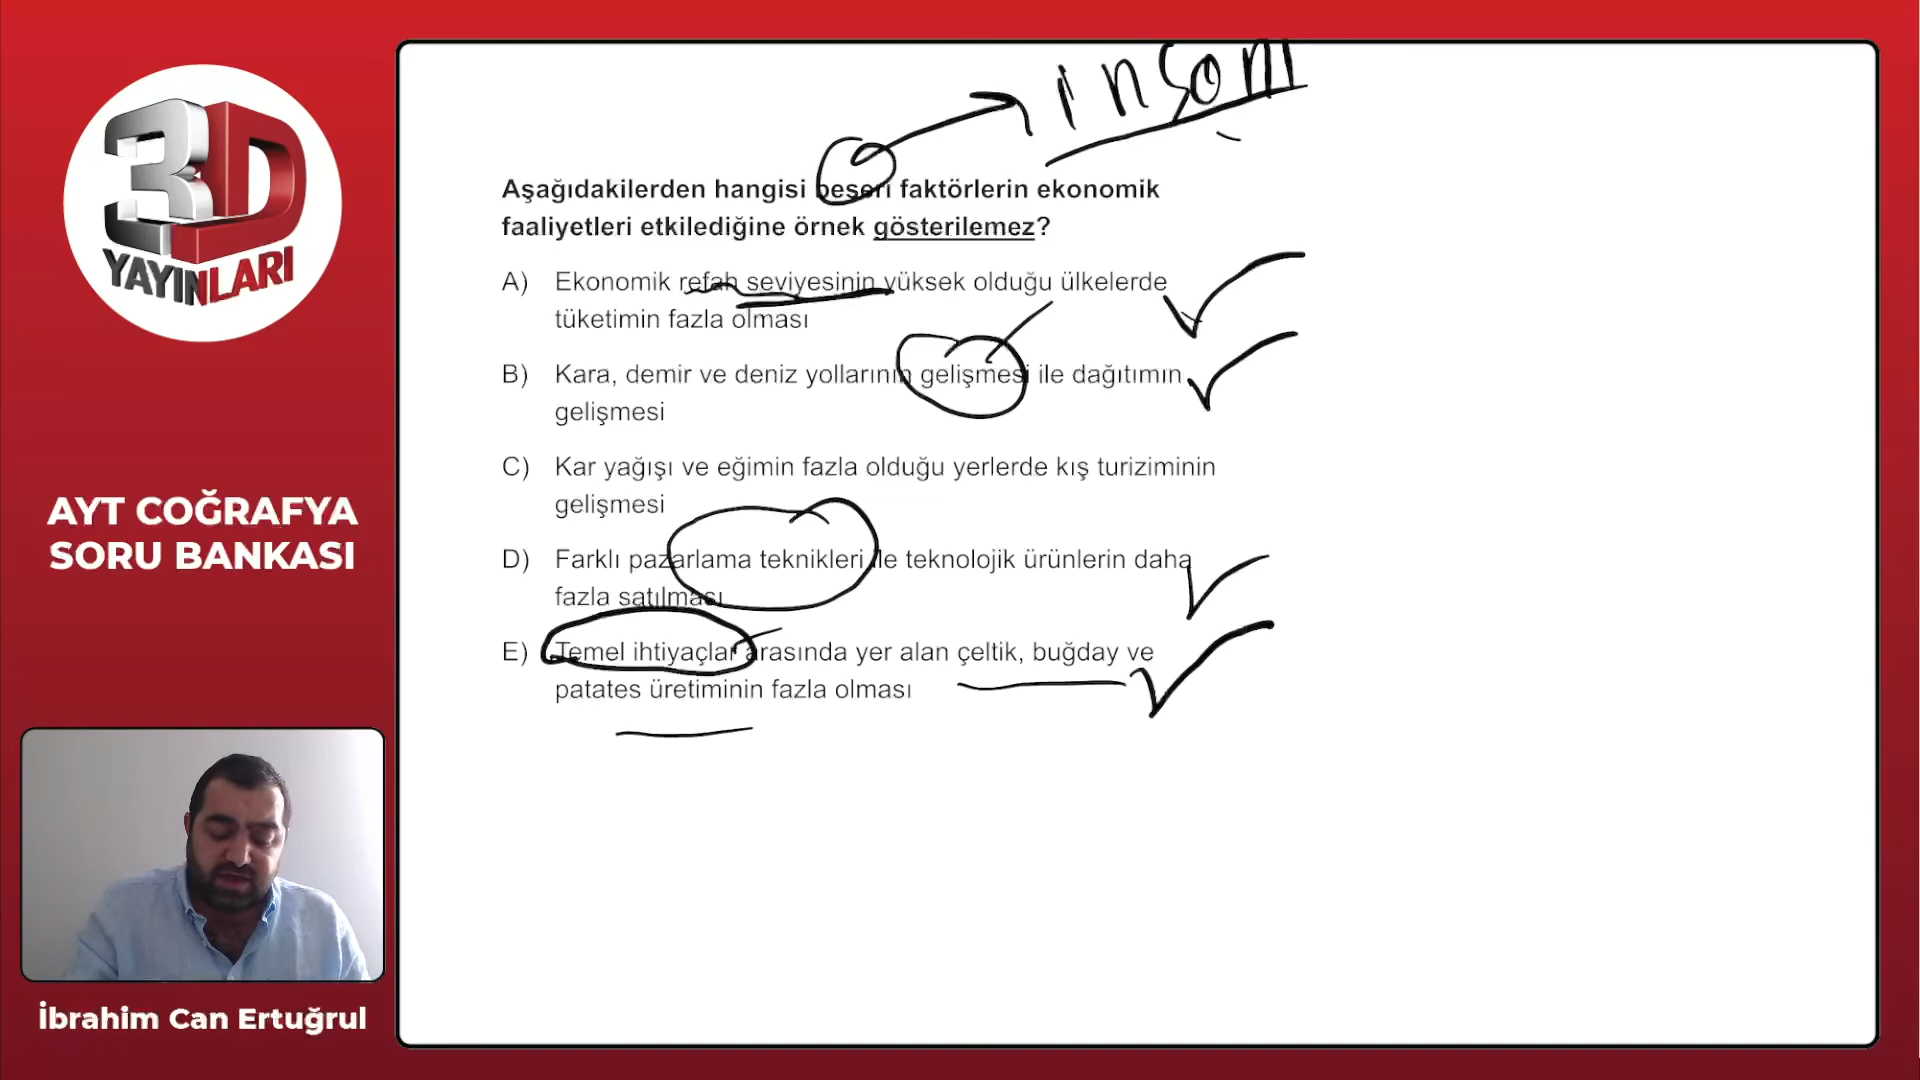 insan
3D
YAYINLARI
AYT COĞRAFYA
SORU BANKASI
Aşağıdakilerden hangisi beşeri faktörlerin ekonomik
faaliyetleri etkilediğine örnek gösterilemez?
A) Ekonomik refah seviyesinin yüksek olduğu ülkelerde
tüketimin fazla olması
B) Kara, demir ve deniz yollarının gelişmesi ile dağıtımın
gelişmesi
C) Kar yağışı ve eğimin fazla olduğu yerlerde kış turiziminin
gelişmesi
D) Farklı pazarlama teknikleri ile teknolojik ürünlerin daha
fazla satılması
E) Temel ihtiyaçlar arasında yer alan çeltik, buğday ve
patates üretiminin fazla olması
İbrahim Can Ertuğrul